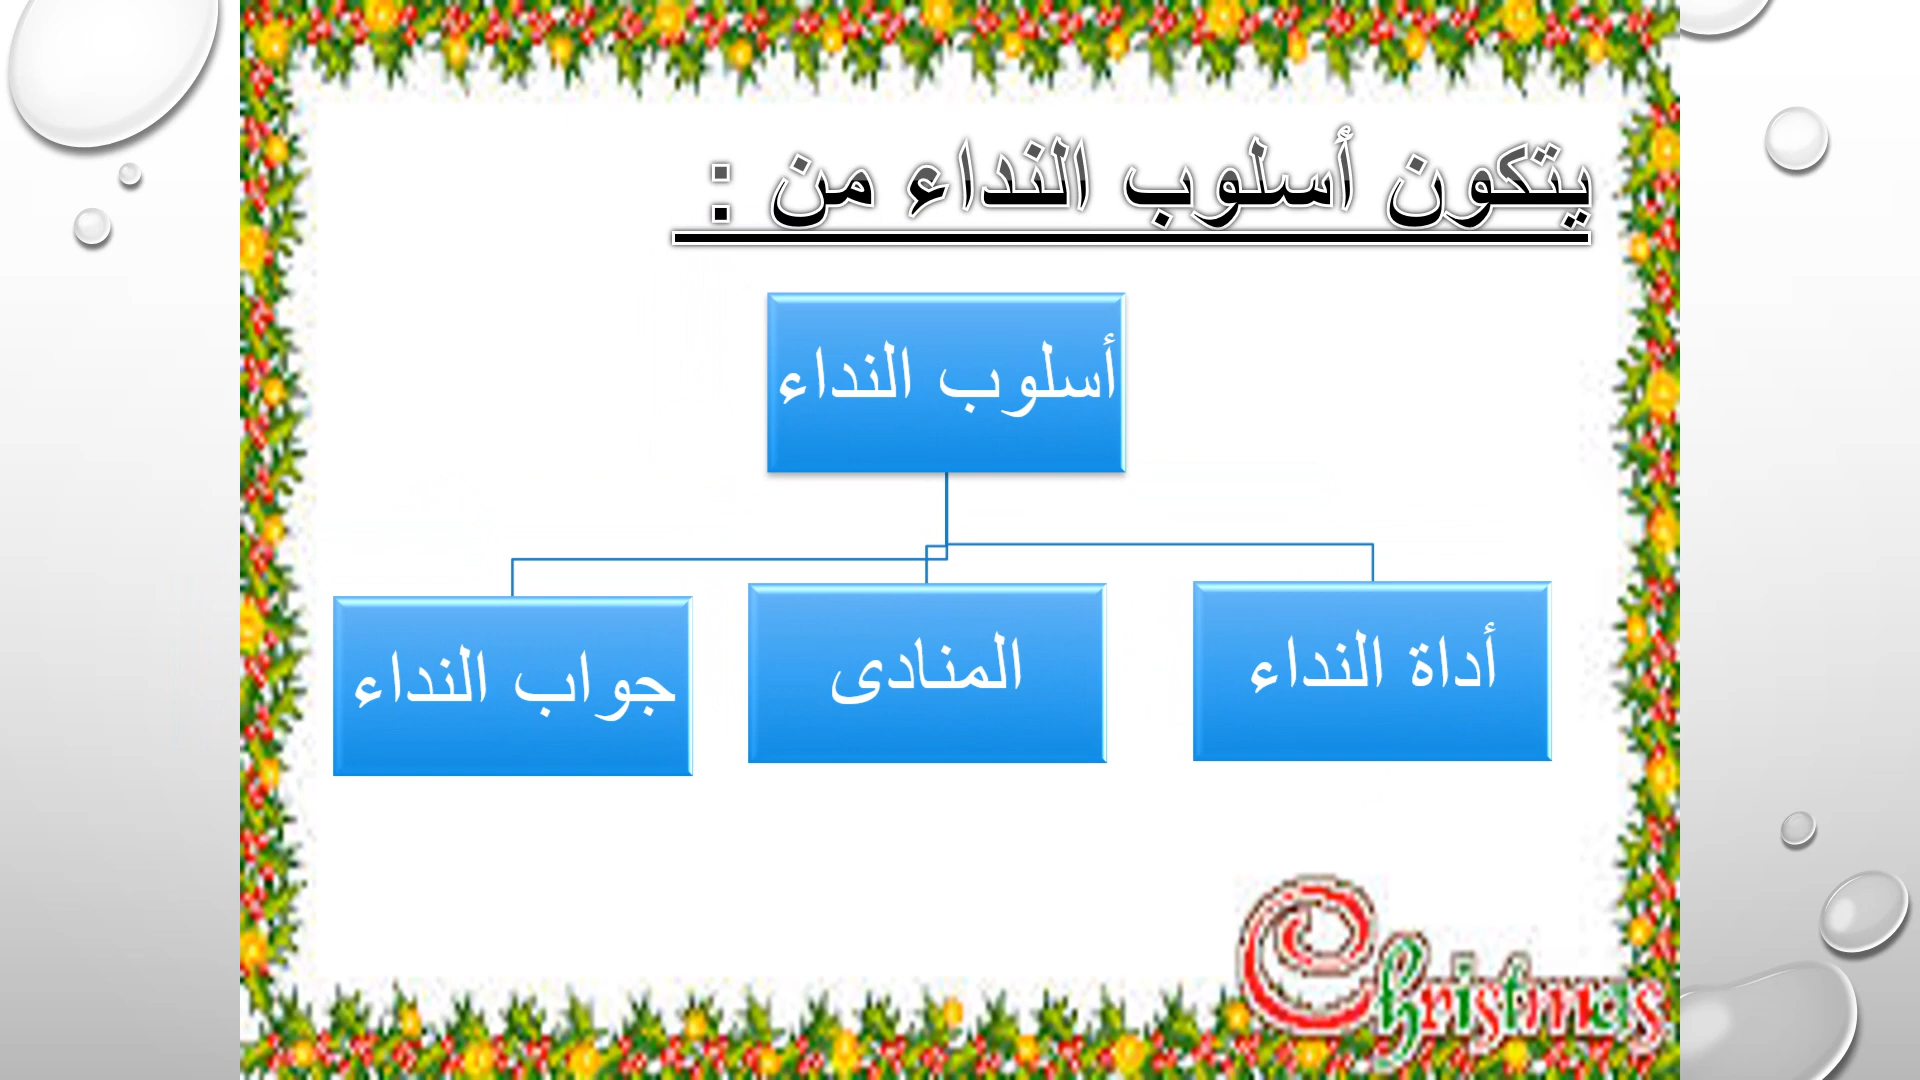 يتكون أسلوب النداء من :
أسلوب النداء
أداة النداء
المنادى
جواب النداء
Christmas